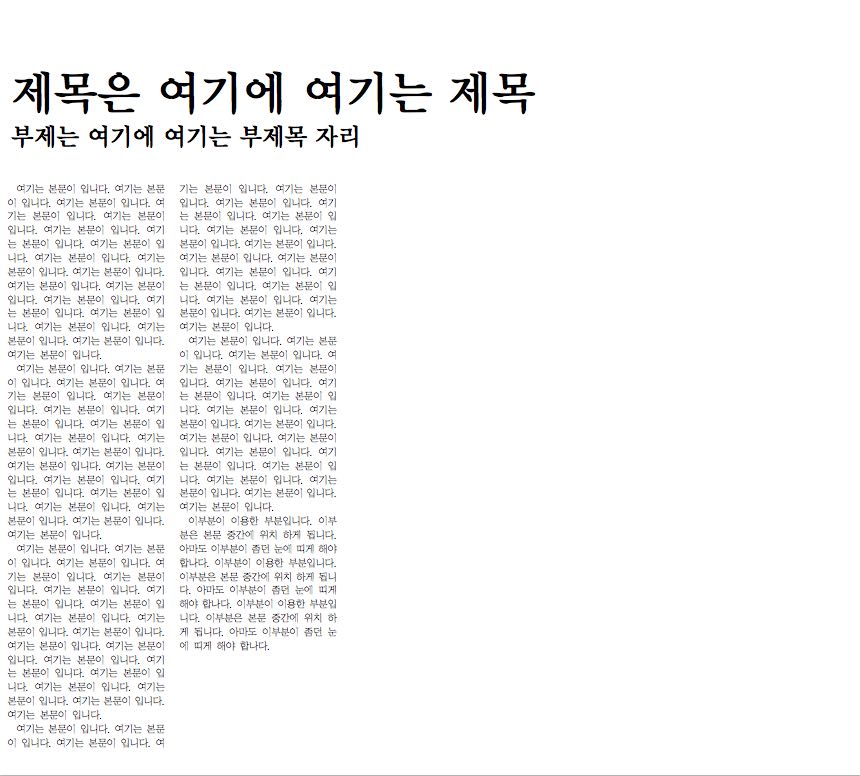 제목은 여기에 여기는 제목
부제는 여기에 여기는 부제목 자리
여기는 본문이 입니다. 여기는 본문
이 입니다. 여기는 본문이 입니다. 여
기는 본문이 입니다. 여기는 본문이
입니다. 여기는 본문이 입니다. 여기
는 본문이 입니다. 여기는 본문이 입
니다. 여기는 본문이 입니다. 여기는
본문이 입니다. 여기는 본문이 입니다.
여기는 본문이 입니다. 여기는 본문이
입니다. 여기는 본문이 입니다. 여기
는 본문이 입니다. 여기는 본문이 입
니다. 여기는 본문이 입니다. 여기는
본문이 입니다. 여기는 본문이 입니다.
여기는 본문이 입니다.
여기는 본문이 입니다. 여기는 본문
이 입니다. 여기는 본문이 입니다. 여
기는 본문이 입니다. 여기는 본문이
입니다. 여기는 본문이 입니다. 여기
는 본문이 입니다. 여기는 본문이 입
니다. 여기는 본문이 입니다. 여기는
본문이 입니다. 여기는 본문이 입니다.
여기는 본문이 입니다. 여기는 본문이
입니다. 여기는 본문이 입니다. 여기
는 본문이 입니다. 여기는 본문이 입
니다. 여기는 본문이 입니다. 여기는
본문이 입니다. 여기는 본문이 입니다.
여기는 본문이 입니다.
여기는 본문이 입니다. 여기는 본문
이 입니다. 여기는 본문이 입니다. 여
기는 본문이 입니다. 여기는 본문이
입니다. 여기는 본문이 입니다. 여기
는 본문이 입니다. 여기는 본문이 입
니다. 여기는 본문이 입니다. 여기는
본문이 입니다. 여기는 본문이 입니다.
여기는 본문이 입니다. 여기는 본문이
입니다. 여기는 본문이 입니다. 여기
는 본문이 입니다. 여기는 본문이 입
니다. 여기는 본문이 입니다. 여기는
본문이 입니다. 여기는 본문이 입니다.
여기는 본문이 입니다.
여기는 본문이 입니다. 여기는 본문
이 입니다. 여기는 본문이 입니다. 여
기는 본문이 입니다. 여기는 본문이
입니다. 여기는 본문이 입니다. 여기
는 본문이 입니다. 여기는 본문이 입
니다. 여기는 본문이 입니다. 여기는
본문이 입니다. 여기는 본문이 입니다.
여기는 본문이 입니다. 여기는 본문이
입니다. 여기는 본문이 입니다. 여기
는 본문이 입니다. 여기는 본문이 입
니다. 여기는 본문이 입니다. 여기는
본문이 입니다. 여기는 본문이 입니다.
여기는 본문이 입니다.
여기는 본문이 입니다. 여기는 본문
이 입니다. 여기는 본문이 입니다. 여
기는 본문이 입니다. 여기는 본문이
입니다. 여기는 본문이 입니다. 여기
는 본문이 입니다. 여기는 본문이 입
니다. 여기는 본문이 입니다. 여기는
본문이 입니다. 여기는 본문이 입니다.
여기는 본문이 입니다. 여기는 본문이
입니다. 여기는 본문이 입니다. 여기
는 본문이 입니다. 여기는 본문이 입
니다. 여기는 본문이 입니다. 여기는
본문이 입니다. 여기는 본문이 입니다.
여기는 본문이 입니다.
이부분이 이용한 부분입니다. 이부
분은 본문 중간에 위치 하게 됩니다.
아마도 이부분이 좀던 눈에 띠게 해야
합나다. 이부분이 이용한 부분입니다.
이부분은 본문 중간에 위치 하게 됩니
다. 아마도 이부분이 좀던 눈에 띠게
해야 합나다. 이부분이 이용한 부분입
니다. 이부분은 본문 중간에 위치 하
게 됩니다. 아마도 이부분이 좀던 눈
에 띠게 해야 합나다.